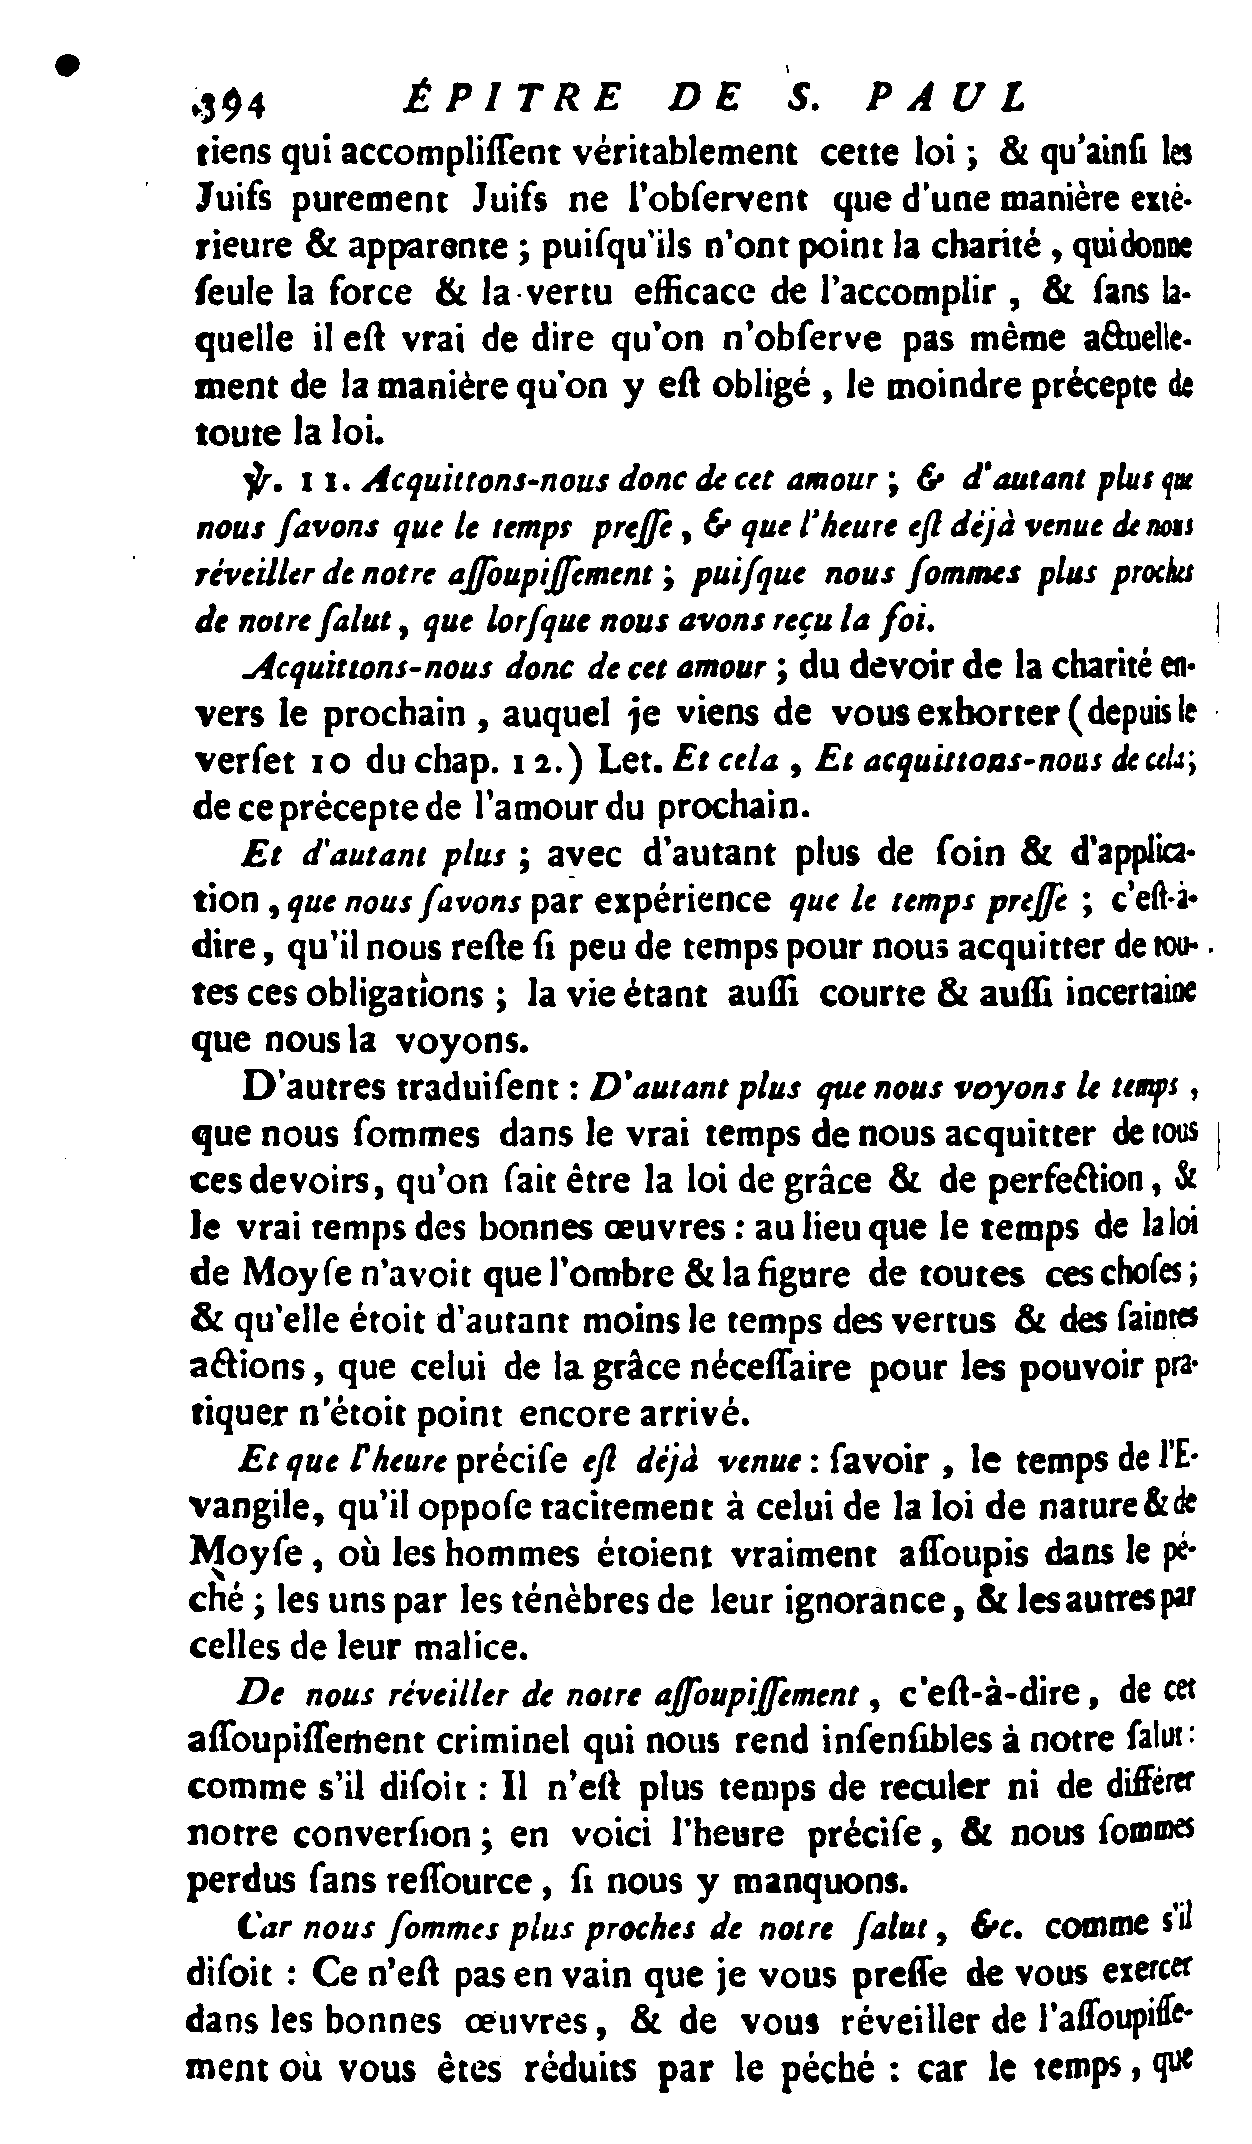 394 ÉPITRE DE S. PAUL
tiens qui accompliſſent véritablement cette loi ; & qu'ainſi les
Juifs purement Juifs ne l'obſervent que d'une manière exté-
rieure & apparente ; puiſqu'ils n'ont point la charité , qui donne
ſeule la force & la vertu efficace de l'accomplir , & ſans la-
quelle il eſt vrai de dire qu'on n'obſerve pas même actuelle-
ment de la manière qu'on y eſt obligé , le moindre précepte de
toute la loi.
℣. 11. Acquittons-nous donc de cet amour ; & d'autant plus que
nous ſavons que le temps preſſe , & que l'heure eſt déjà venue de nous
réveiller de notre aſſoupiſſement ; puiſque nous ſommes plus proches
de notre ſalut , que lorſque nous avons reçu la foi.
Acquittons-nous donc de cet amour ; du devoir de la charité en-
vers le prochain , auquel je viens de vous exhorter ( depuis le
verſet 10 du chap. 12.) Let. Et cela , Et acquittons-nous de cela ;
de ce précepte de l'amour du prochain.
Et d'autant plus ; avec d'autant plus de ſoin & d'applica-
tion , que nous ſavons par expérience que le temps preſſe ; c'eſt-à-
dire , qu'il nous reſte ſi peu de temps pour nous acquitter de tou-
tes ces obligations ; la vie étant auſſi courte & auſſi incertaine
que nous la voyons.
D'autres traduiſent : D'autant plus que nous voyons le temps ,
que nous ſommes dans le vrai temps de nous acquitter de tous
ces devoirs , qu'on ſait être la loi de grâce & de perfection , &
le vrai temps des bonnes œuvres : au lieu que le temps de la loi
de Moyſe n'avoit que l'ombre & la figure de toutes ces choſes ;
& qu'elle étoit d'autant moins le temps des vertus & des ſaintes
actions , que celui de la grâce néceſſaire pour les pouvoir pra-
tiquer n'étoit point encore arrivé.
Et que l'heure préciſe eſt déjà venue : ſavoir , le temps de l'E-
vangile , qu'il oppoſe tacitement à celui de la loi de nature & de
Moyſe , où les hommes étoient vraiment aſſoupis dans le pé-
ché ; les uns par les ténèbres de leur ignorance , & les autres par
celles de leur malice.
De nous réveiller de notre aſſoupiſſement , c'eſt-à-dire , de cet
aſſoupiſſement criminel qui nous rend inſenſibles à notre ſalut :
comme s'il diſoit : Il n'eſt plus temps de reculer ni de différer
notre converſion ; en voici l'heure préciſe , & nous ſommes
perdus ſans reſſource , ſi nous y manquons.
Car nous ſommes plus proches de notre ſalut , &c. comme s'il
diſoit : Ce n'eſt pas en vain que je vous preſſe de vous exercer
dans les bonnes œuvres , & de vous réveiller de l'aſſoupiſſe-
ment où vous êtes réduits par le péché : car le temps , que